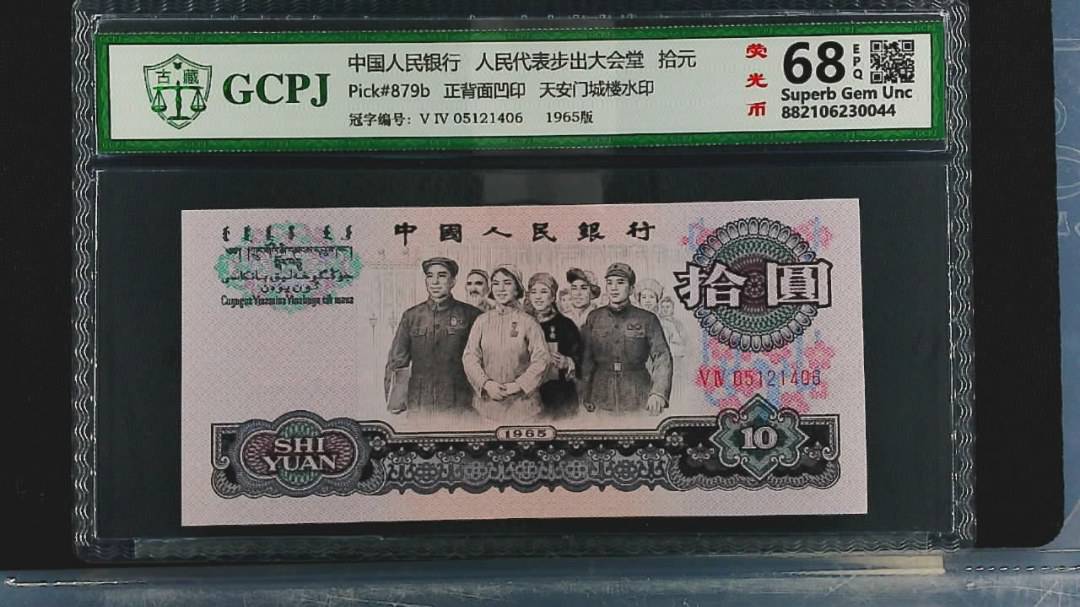 古藏
GCPJ
中国人民银行 人民代表步出大会堂 拾元
Pick#879b 正背面凹印 天安门城楼水印
冠字编号: V IV 05121406 1965版
荧光币
68
EPQ
Superb Gem Unc
882106230044
中國人民銀行
拾圓
V IV 05121406
1965
SHI
YUAN
10